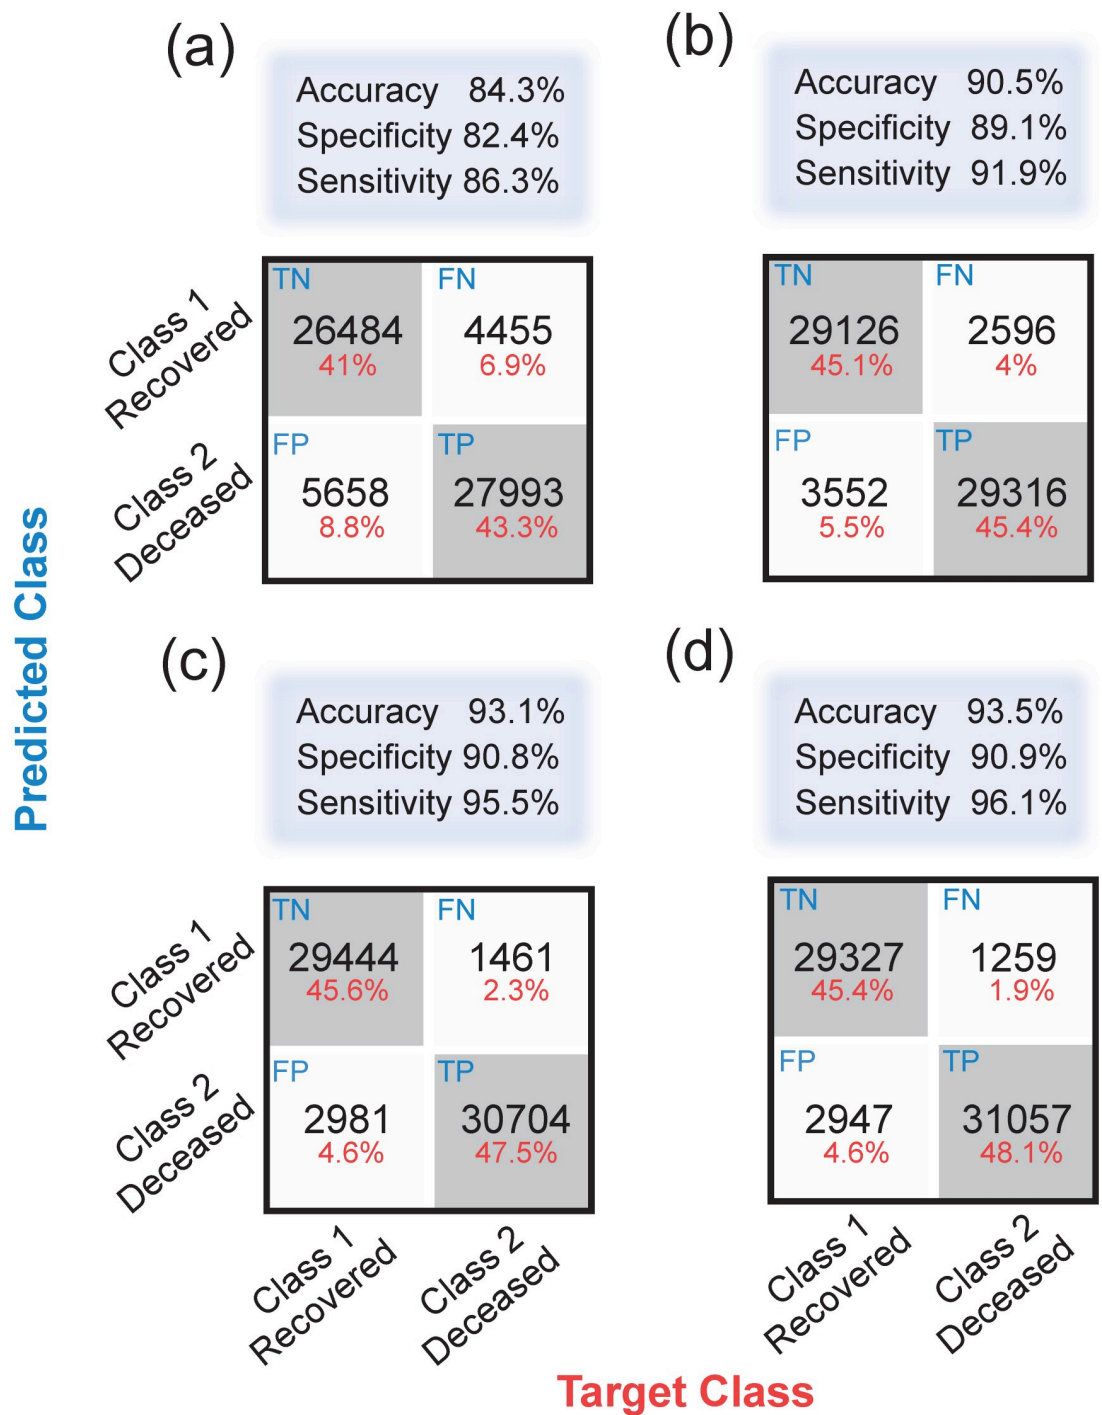 (a)
Accuracy 84.3%
Specificity 82.4%
Sensitivity 86.3%
TN
FN
26484
4455
41%
6.9%
FP
TP
5658
27993
8.8%
43.3%
Class 1
Recovered
Class 2
Deceased
(b)
Accuracy 90.5%
Specificity 89.1%
Sensitivity 91.9%
TN
FN
29126
2596
45.1%
4%
FP
TP
3552
29316
5.5%
45.4%
Predicted Class
(c)
Accuracy 93.1%
Specificity 90.8%
Sensitivity 95.5%
TN
FN
29444
1461
45.6%
2.3%
FP
TP
2981
30704
4.6%
47.5%
Class 1
Recovered
Class 2
Deceased
Class 1
Recovered
Class 2
Deceased
(d)
Accuracy 93.5%
Specificity 90.9%
Sensitivity 96.1%
TN
FN
29327
1259
45.4%
1.9%
FP
TP
2947
31057
4.6%
48.1%
Class 1
Recovered
Class 2
Deceased
Target Class